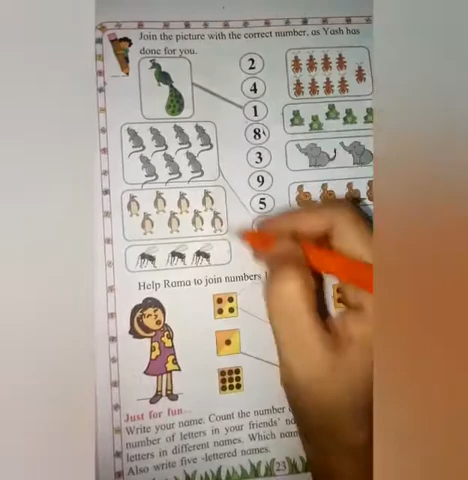 Join the picture with the correct number, as Yash has
done for you.
2
4
1
8
3
9
5
Help Rama to join numbers
Just for fun...
Write your name. Count the number
number of letters in your friends'
letters in different names. Which
Also write five -lettered names.
23